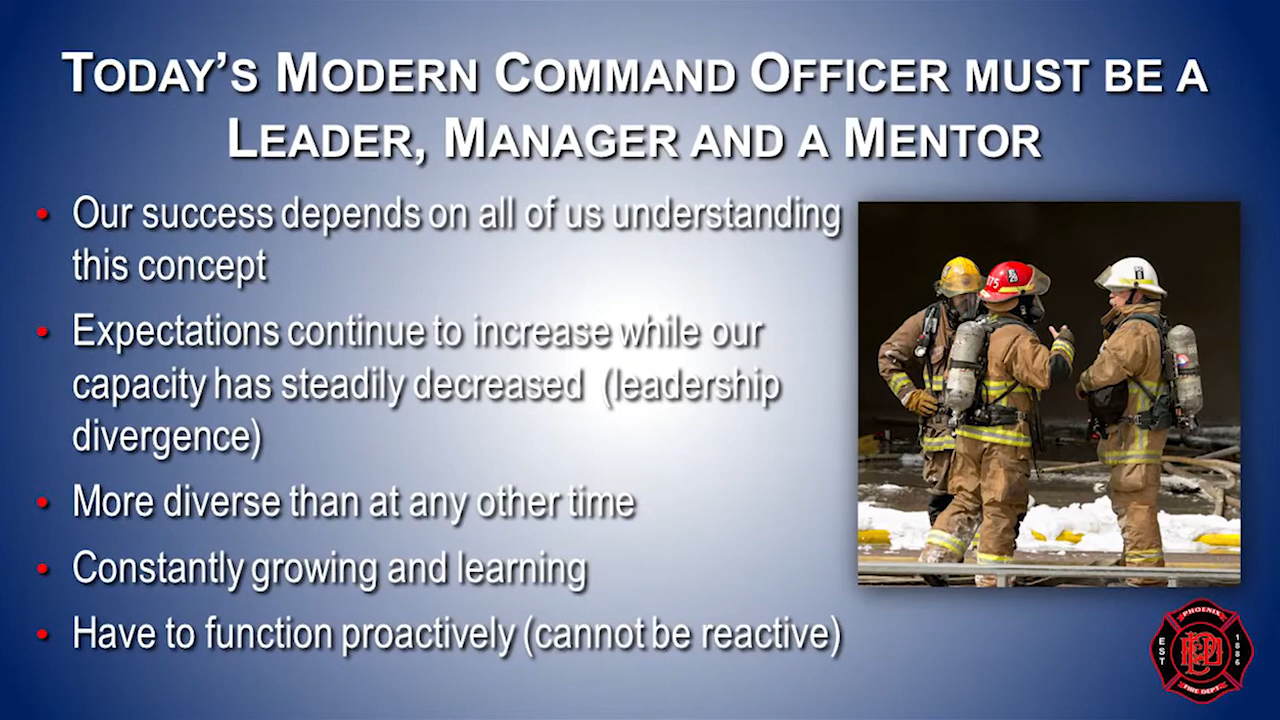 TODAY'S MODERN COMMAND OFFICER MUST BE A
LEADER, MANAGER AND A MENTOR
• Our success depends on all of us understanding
this concept
• Expectations continue to increase while our
capacity has steadily decreased (leadership
divergence)
• More diverse than at any other time
• Constantly growing and learning
• Have to function proactively (cannot be reactive)
PHOENIX
EST
1886
FIRE DEPT.